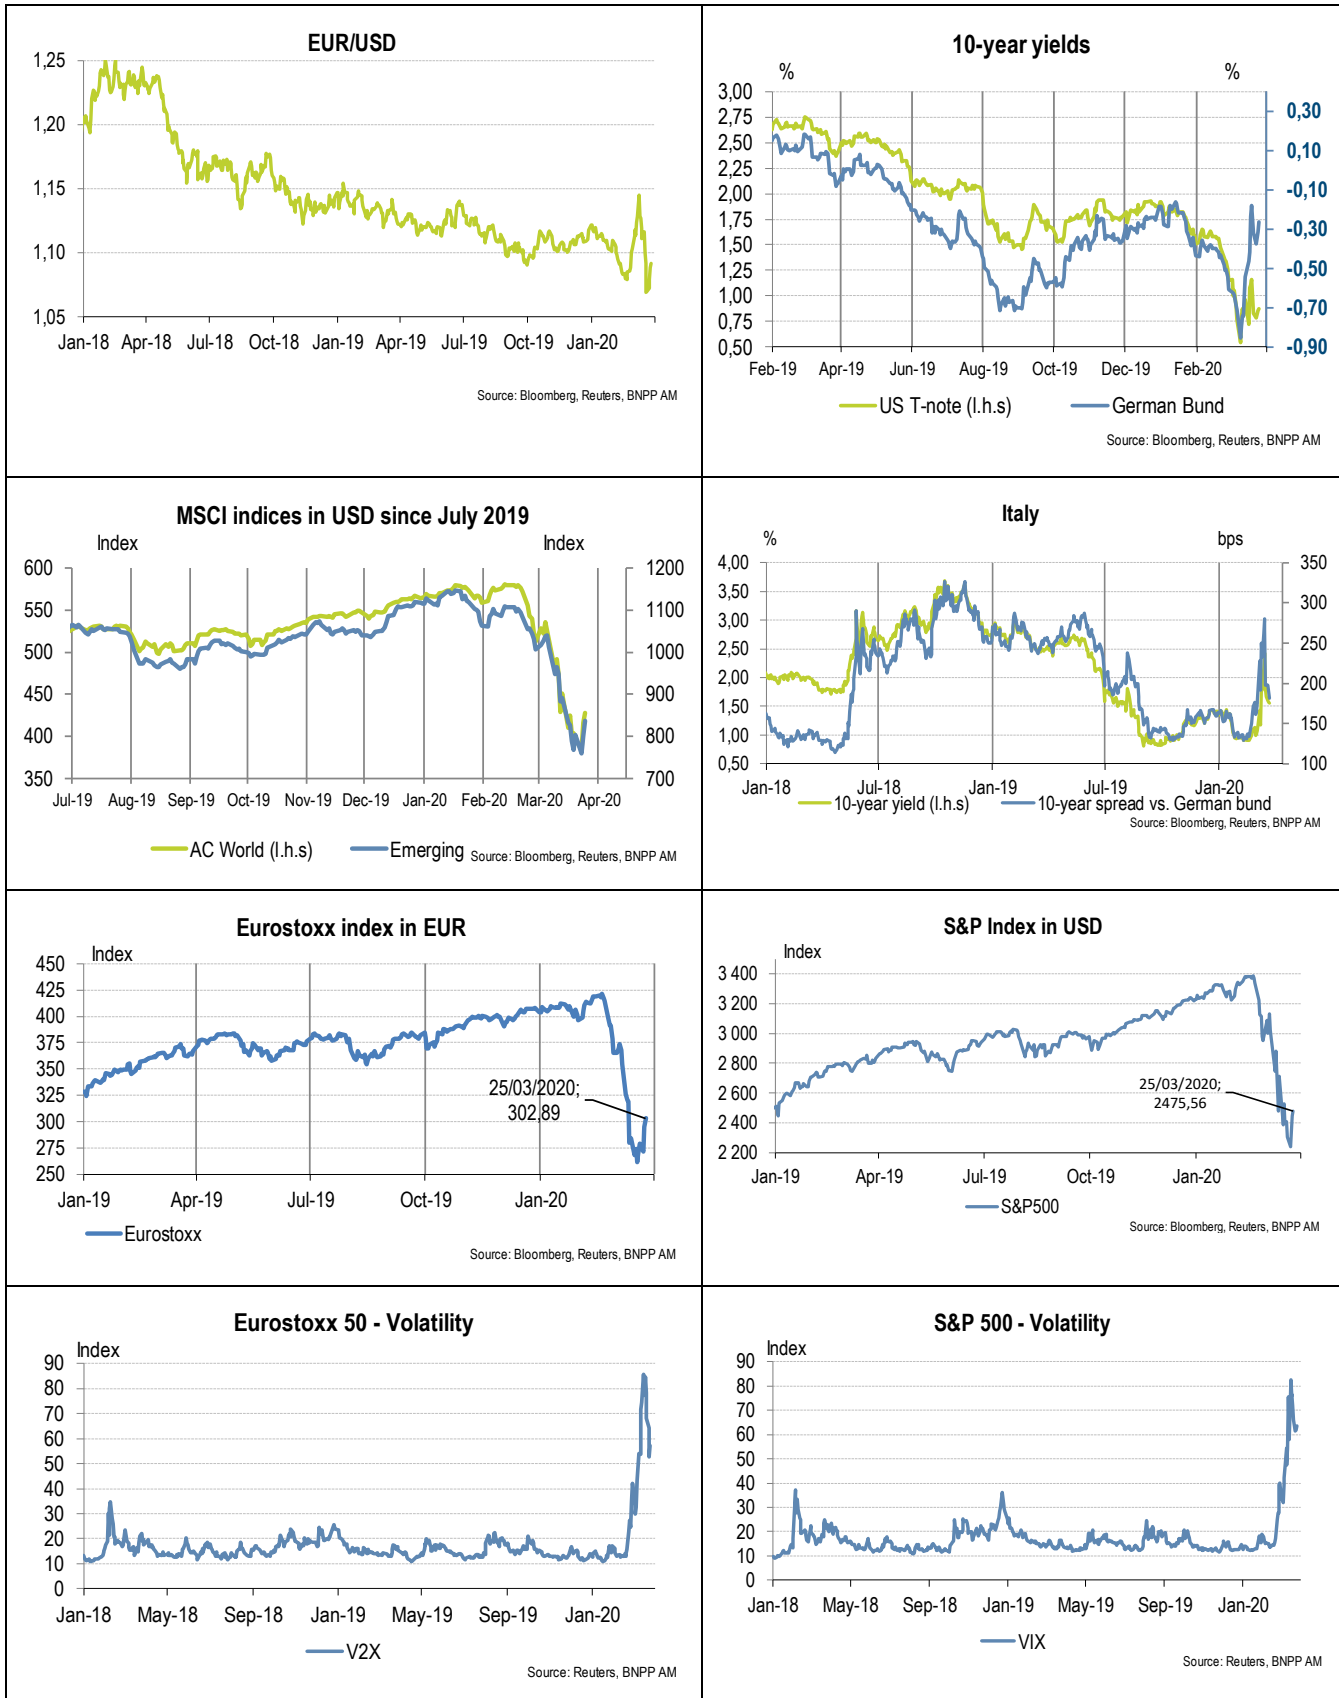 EUR/USD
1,25
1,20
1,15
1,10
1,05
Jan-18 Apr-18 Jul-18 Oct-18 Jan-19 Apr-19 Jul-19 Oct-19 Jan-20
Source: Bloomberg, Reuters, BNPP AM
10-year yields
% %
3,00
2,75
2,50
2,25
2,00
1,75
1,50
1,25
1,00
0,75
0,50
0,30
0,10
-0,10
-0,30
-0,50
-0,70
-0,90
Feb-19 Apr-19 Jun-19 Aug-19 Oct-19 Dec-19 Feb-20
US T-note (l.h.s) German Bund
Source: Bloomberg, Reuters, BNPP AM
MSCI indices in USD since July 2019
Index Index
600 1200
550 1100
500 1000
450 900
400 800
350 700
Jul-19 Aug-19 Sep-19 Oct-19 Nov-19 Dec-19 Jan-20 Feb-20 Mar-20 Apr-20
AC World (l.h.s) Emerging
Source: Bloomberg, Reuters, BNPP AM
Italy
% bps
4,00
3,50
3,00
2,50
2,00
1,50
1,00
0,50
350
300
250
200
150
100
Jan-18 Jul-18 Jan-19 Jul-19 Jan-20
10-year yield (l.h.s) 10-year spread vs. German bund
Source: Bloomberg, Reuters, BNPP AM
Eurostoxx index in EUR
Index
450
425
400
375
350
325
300
275
250
25/03/2020;
302,89
Jan-19 Apr-19 Jul-19 Oct-19 Jan-20
Eurostoxx
Source: Bloomberg, Reuters, BNPP AM
S&P Index in USD
Index
3 400
3 200
3 000
2 800
2 600
2 400
2 200
25/03/2020;
2475,56
Jan-19 Apr-19 Jul-19 Oct-19 Jan-20
S&P500
Source: Bloomberg, Reuters, BNPP AM
Eurostoxx 50 - Volatility
Index
90
80
70
60
50
40
30
20
10
0
Jan-18 May-18 Sep-18 Jan-19 May-19 Sep-19 Jan-20
V2X
Source: Reuters, BNPP AM
S&P 500 - Volatility
Index
90
80
70
60
50
40
30
20
10
0
Jan-18 May-18 Sep-18 Jan-19 May-19 Sep-19 Jan-20
VIX
Source: Reuters, BNPP AM